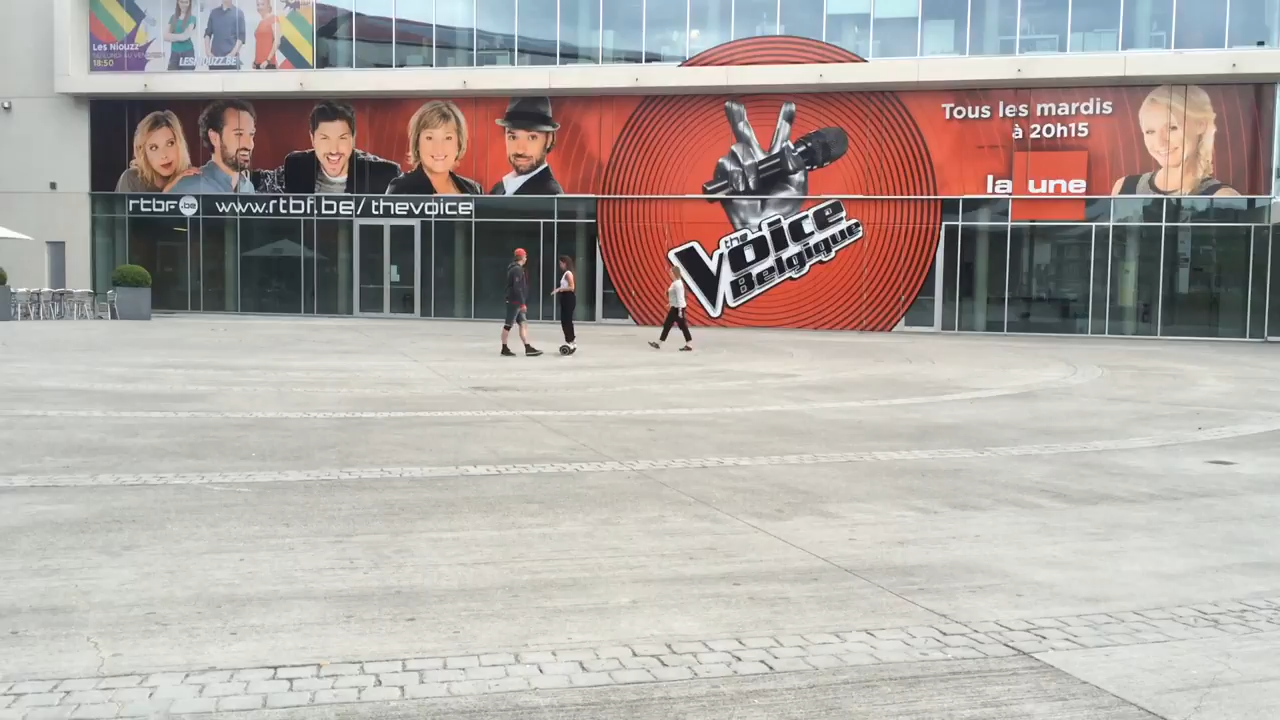 Les Niouzz
18:50
LESNIOUZZ.BE
Tous les mardis
à 20h15
la une
rtbf.be www.rtbf.be/thevoice
the
Voice
Belgique